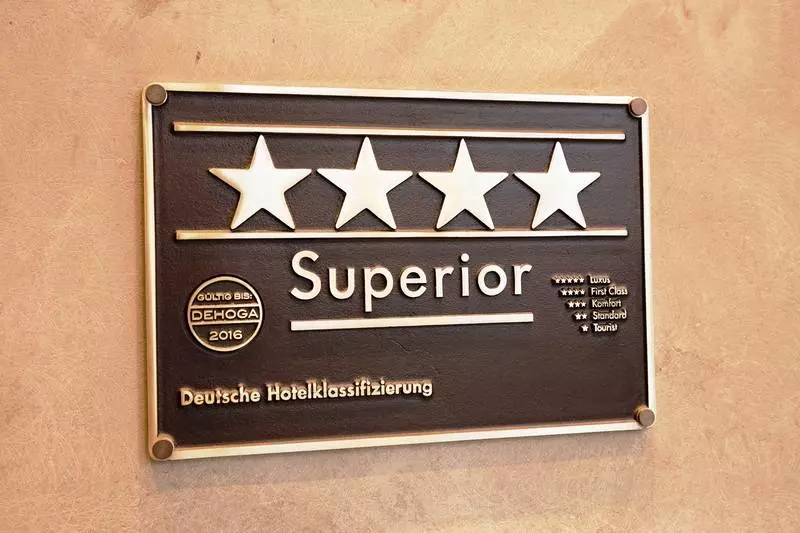 Superior
GÜLTIG BIS:
DEHOGA
2016
★★★★★ Luxus
★★★★ First Class
★★★ Komfort
★★ Standard
★ Tourist
Deutsche Hotelklassifizierung